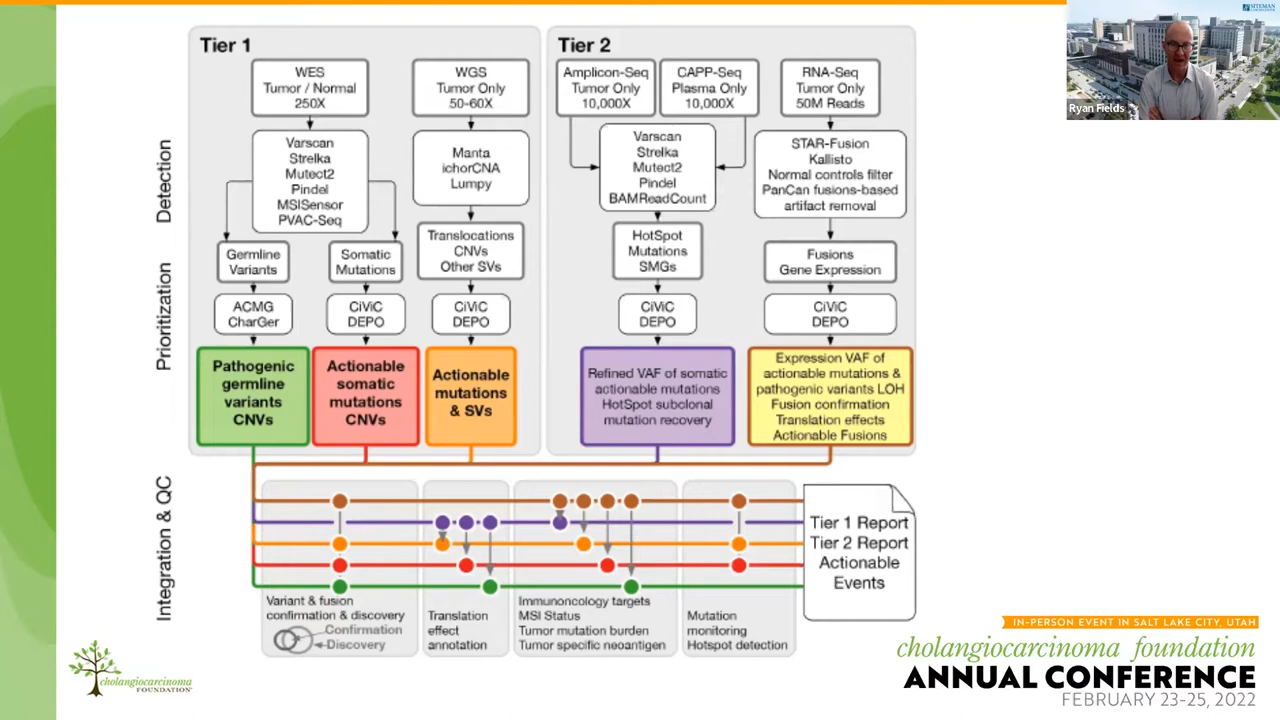 Tier 1
WES
Tumor / Normal
250X
WGS
Tumor Only
50-60X
Varscan
Strelka
Mutect2
Pindel
MSISensor
PVAC-Seq
Manta
ichorCNA
Lumpy
Germline
Variants
Somatic
Mutations
Translocations
CNVs
Other SVs
ACMG
CharGer
CiViC
DEPO
CiViC
DEPO
Pathogenic
germline
variants
CNVs
Actionable
somatic
mutations
CNVs
Actionable
mutations
& SVs
Tier 2
Amplicon-Seq
Tumor Only
10,000X
CAPP-Seq
Plasma Only
10,000X
RNA-Seq
Tumor Only
50M Reads
Varscan
Strelka
Mutect2
Pindel
BAMReadCount
STAR-Fusion
Kallisto
Normal controls filter
PanCan fusions-based
artifact removal
HotSpot
Mutations
SMGs
Fusions
Gene Expression
CiViC
DEPO
CiViC
DEPO
Refined VAF of somatic
actionable mutations
HotSpot subclonal
mutation recovery
Expression VAF of
actionable mutations &
pathogenic variants LOH
Fusion confirmation
Translation effects
Actionable Fusions
Detection
Prioritization
Integration & QC
Variant & fusion
confirmation & discovery
Confirmation
Discovery
Translation
effect
annotation
Immunoncology targets
MSI Status
Tumor mutation burden
Tumor specific neoantigen
Mutation
monitoring
Hotspot detection
Tier 1 Report
Tier 2 Report
Actionable
Events
SITEMAN
Ryan Fields
cholangiocarcinoma
FOUNDATION
IN-PERSON EVENT IN SALT LAKE CITY, UTAH
cholangiocarcinoma foundation
ANNUAL CONFERENCE
FEBRUARY 23-25, 2022